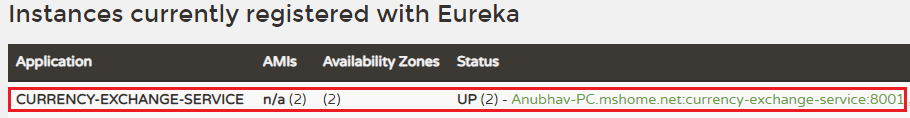 Instances currently registered with Eureka
Application AMIs Availability Zones Status
CURRENCY-EXCHANGE-SERVICE n/a (2) (2) UP (2) - Anubhav-PC.mshome.net:currency-exchange-service:8001